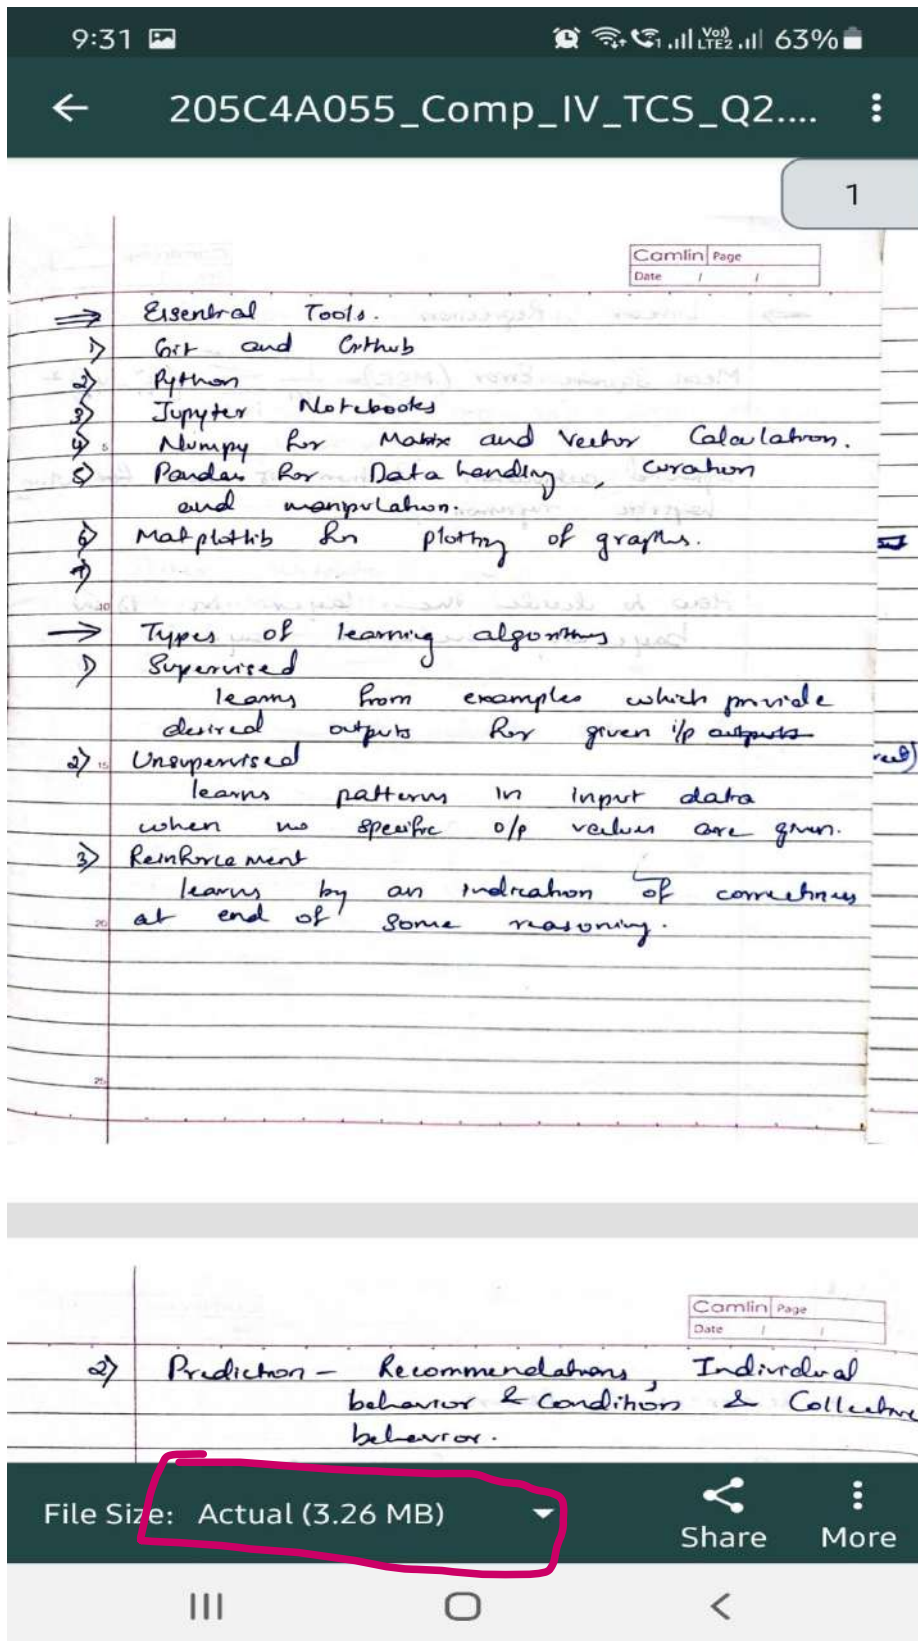 9:31 63%
205C4A055_Comp_IV_TCS_Q2....
1
Camlin Page
Date / /
⇒ Essential Tools.
1) Git and Github
2) Python
3) Jupyter Notebooks
4) Numpy for Matrix and Vector Calculation.
5) Pandas for Data handling, curation
and manipulation.
6) Matplotlib for plotting of graphs.
7)
→ Types of learning algorithms
1) Supervised
learns from examples which provide
desired outputs for given i/p outputs
2) Unsupervised
learns patterns in input data
when no specific o/p values are given.
3) Reinforcement
learns by an indication of correctness
at end of some reasoning.
Camlin Page
Date / /
2) Prediction - Recommendations, Individual
behavior & Condition & Collective
behavior.
File Size: Actual (3.26 MB)
Share More